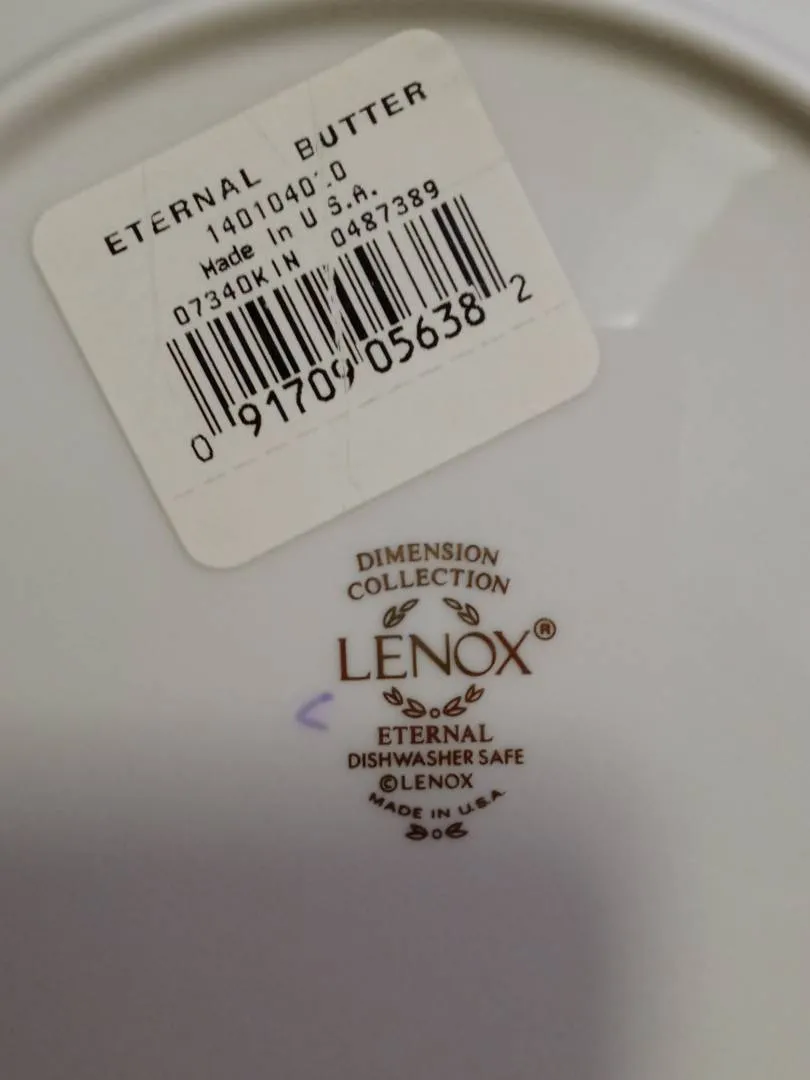 ETERNAL BUTTER
Made In U S.A.
07340KIN 0487389
0 91709 05638 2
DIMENSION
COLLECTION
LENOX®
ETERNAL
DISHWASHER SAFE
©LENOX
MADE IN U.S.A